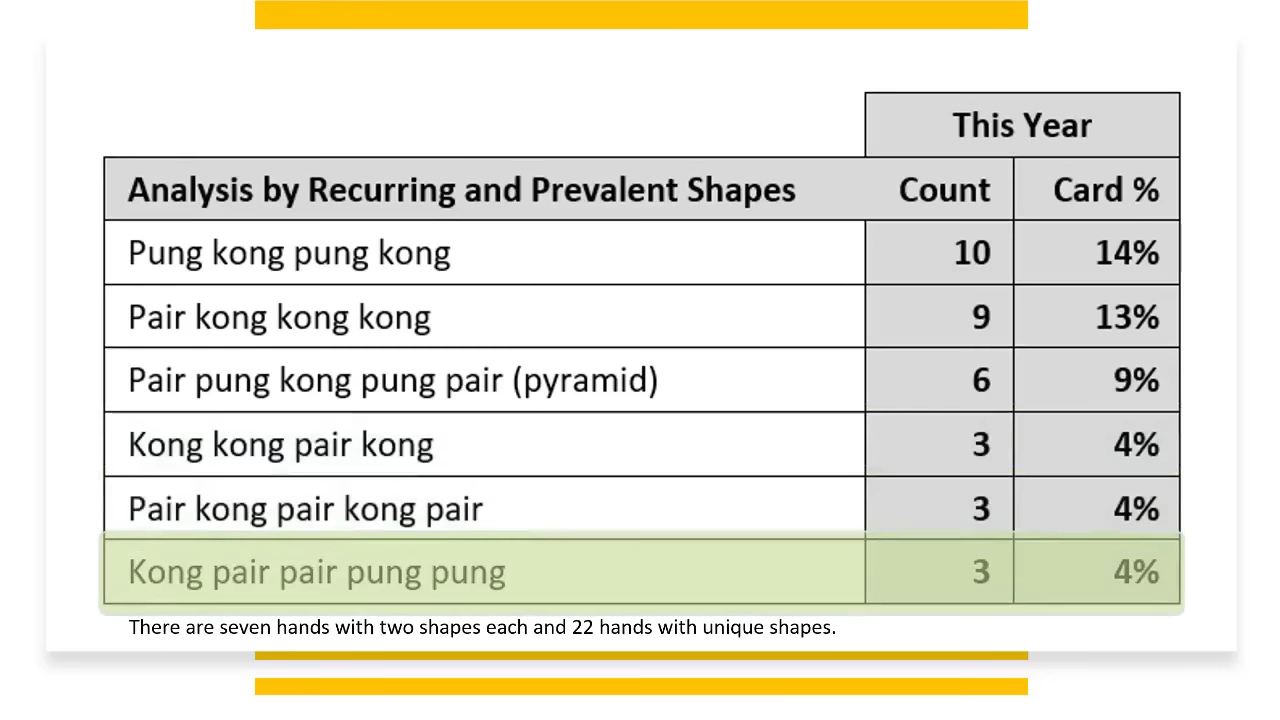 This Year
Analysis by Recurring and Prevalent Shapes Count Card %
Pung kong pung kong 10 14%
Pair kong kong kong 9 13%
Pair pung kong pung pair (pyramid) 6 9%
Kong kong pair kong 3 4%
Pair kong pair kong pair 3 4%
Kong pair pair pung pung 3 4%
There are seven hands with two shapes each and 22 hands with unique shapes.